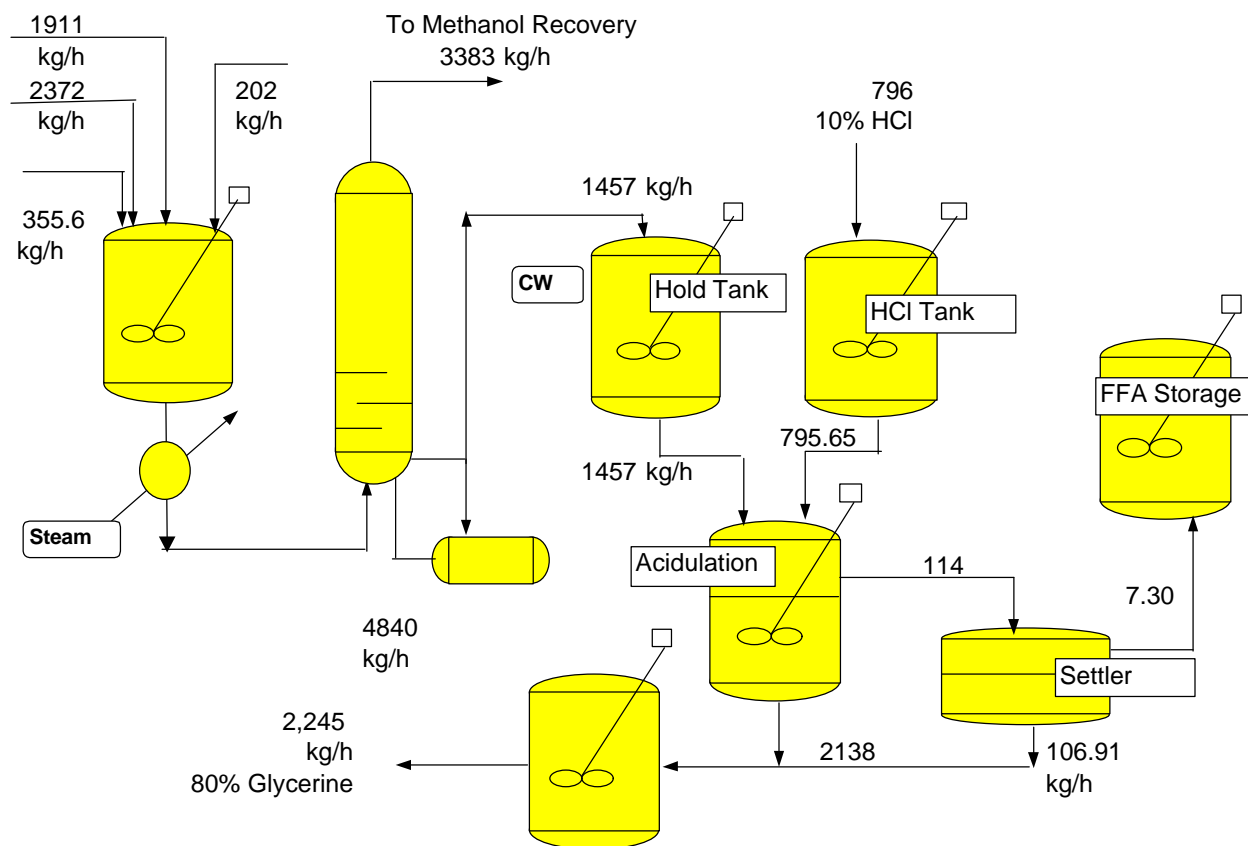 1911
kg/h
To Methanol Recovery
3383 kg/h
2372
kg/h
202
kg/h
796
10% HCl
355.6
kg/h
1457 kg/h
CW
Hold Tank
HCl Tank
FFA Storage
795.65
1457 kg/h
Steam
Acidulation
114
7.30
4840
kg/h
Settler
2,245
kg/h
80% Glycerine
2138
106.91
kg/h